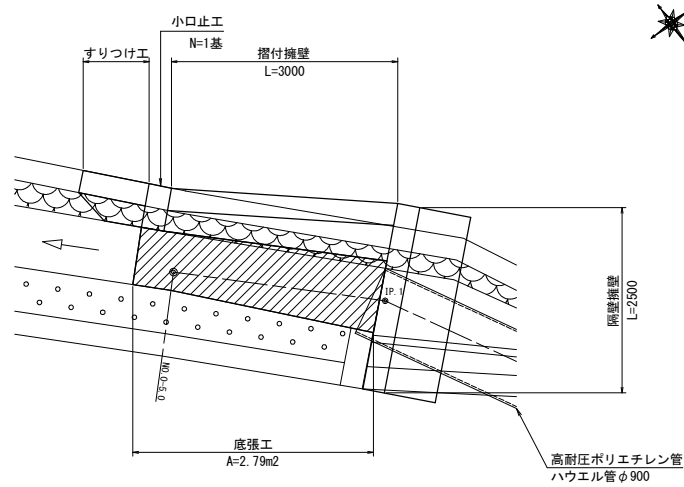 小口止工
N=1基
すりつけ工
摺付擁壁
L=3000
隔壁擁壁
L=2500
IP.1
NO.0-5.0
底張工
A=2.79m2
高耐圧ポリエチレン管
ハウエル管φ900